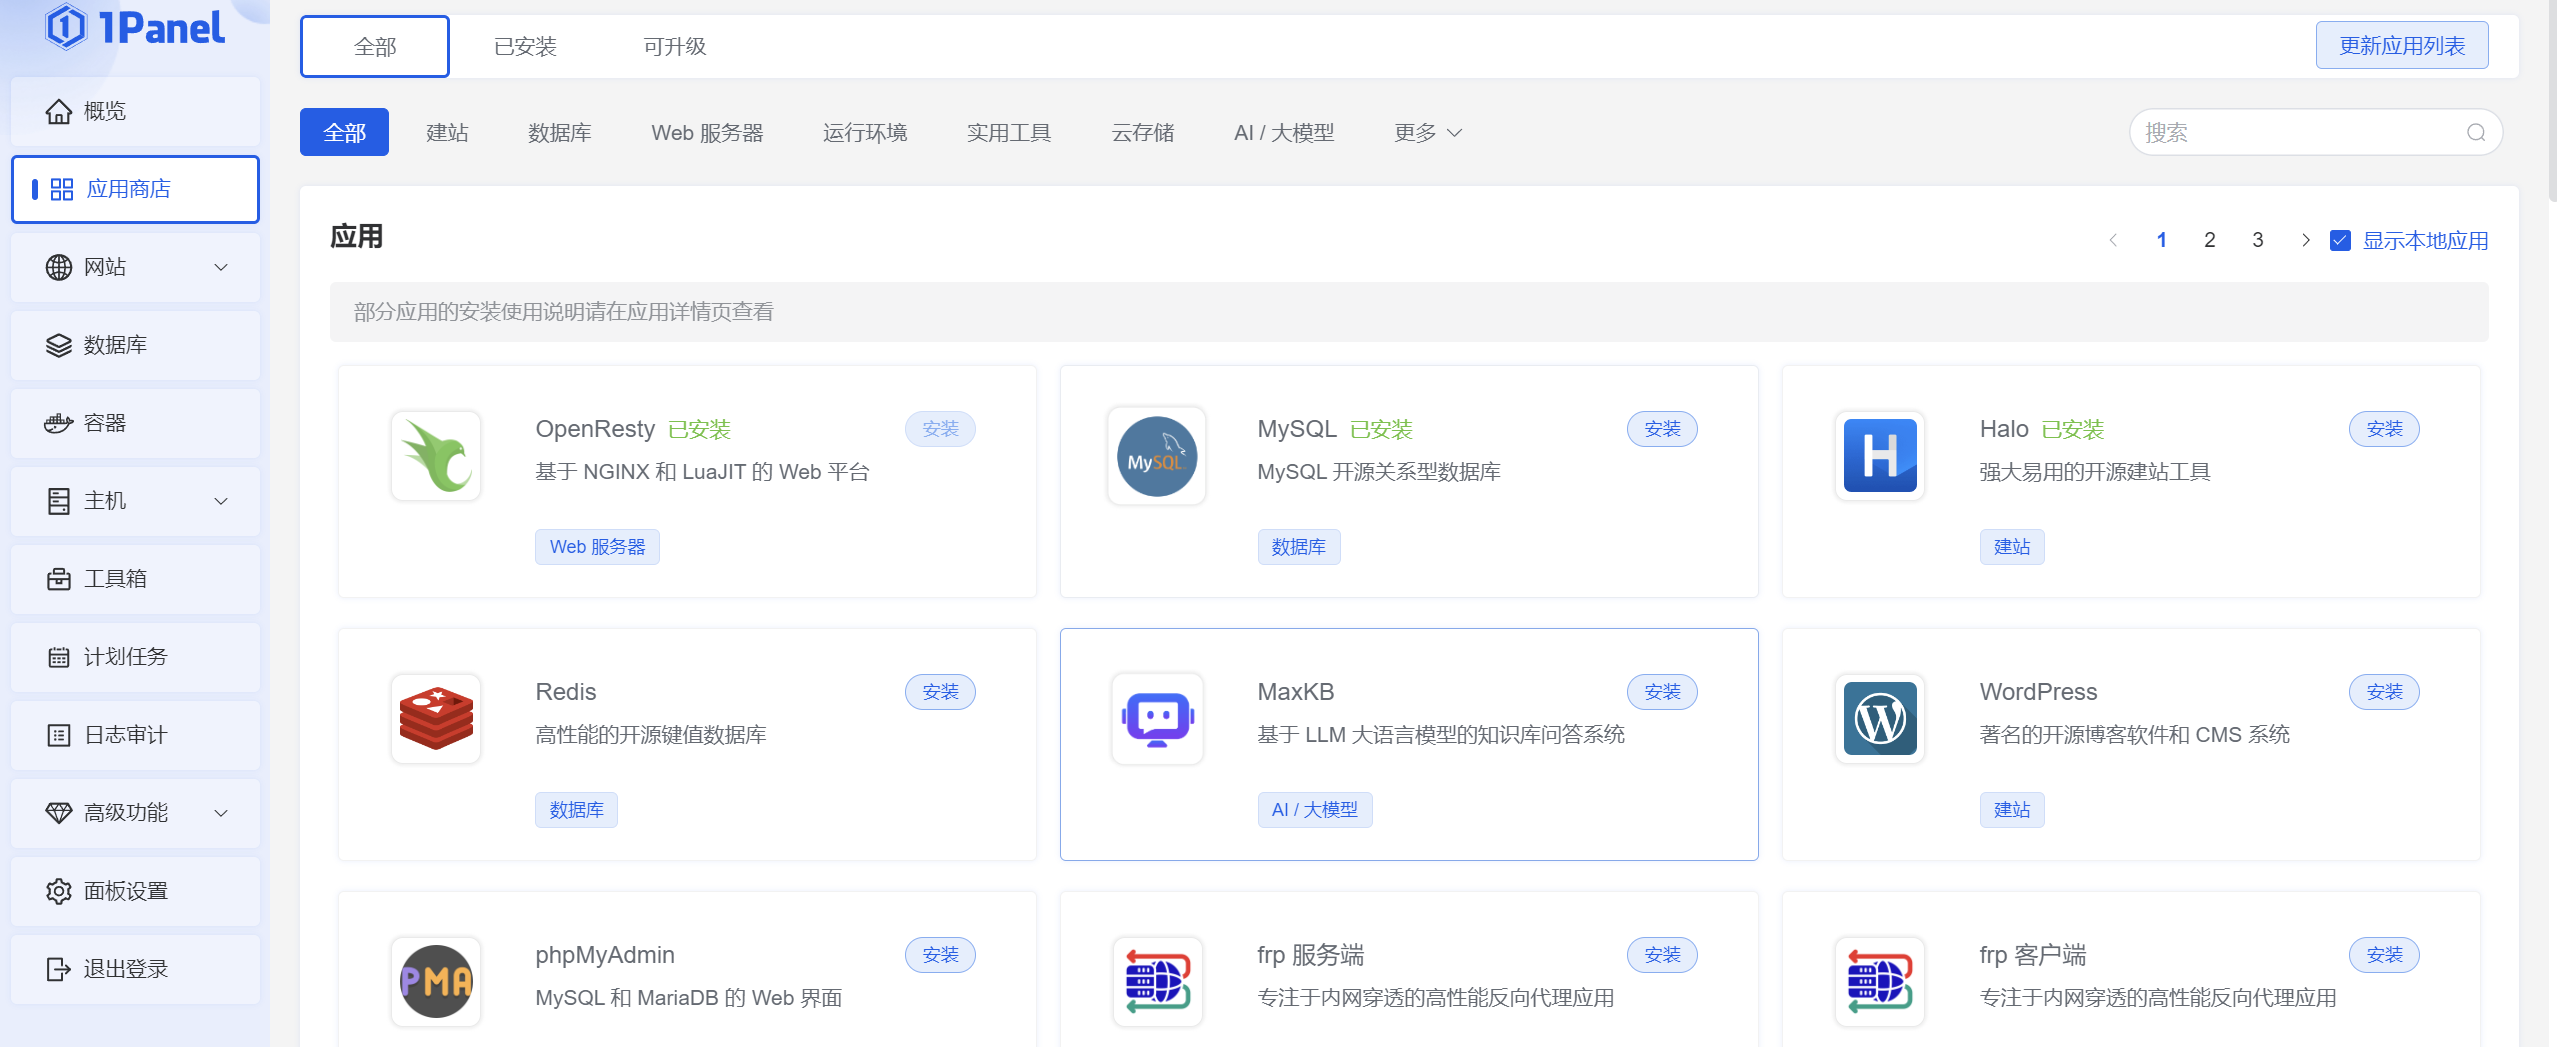 1Panel
概览
应用商店
网站
数据库
容器
主机
工具箱
计划任务
日志审计
高级功能
面板设置
退出登录
全部 已安装 可升级 更新应用列表
全部 建站 数据库 Web 服务器 运行环境 实用工具 云存储 AI / 大模型 更多 搜索
应用 1 2 3 显示本地应用
部分应用的安装使用说明请在应用详情页查看
OpenResty 已安装 安装
基于 NGINX 和 LuaJIT 的 Web 平台
Web 服务器
MySQL
MySQL 已安装 安装
MySQL 开源关系型数据库
数据库
H
Halo 已安装 安装
强大易用的开源建站工具
建站
Redis 安装
高性能的开源键值数据库
数据库
MaxKB 安装
基于 LLM 大语言模型的知识库问答系统
AI / 大模型
W
WordPress 安装
著名的开源博客软件和 CMS 系统
建站
PMA
phpMyAdmin 安装
MySQL 和 MariaDB 的 Web 界面
frp 服务端 安装
专注于内网穿透的高性能反向代理应用
frp 客户端 安装
专注于内网穿透的高性能反向代理应用